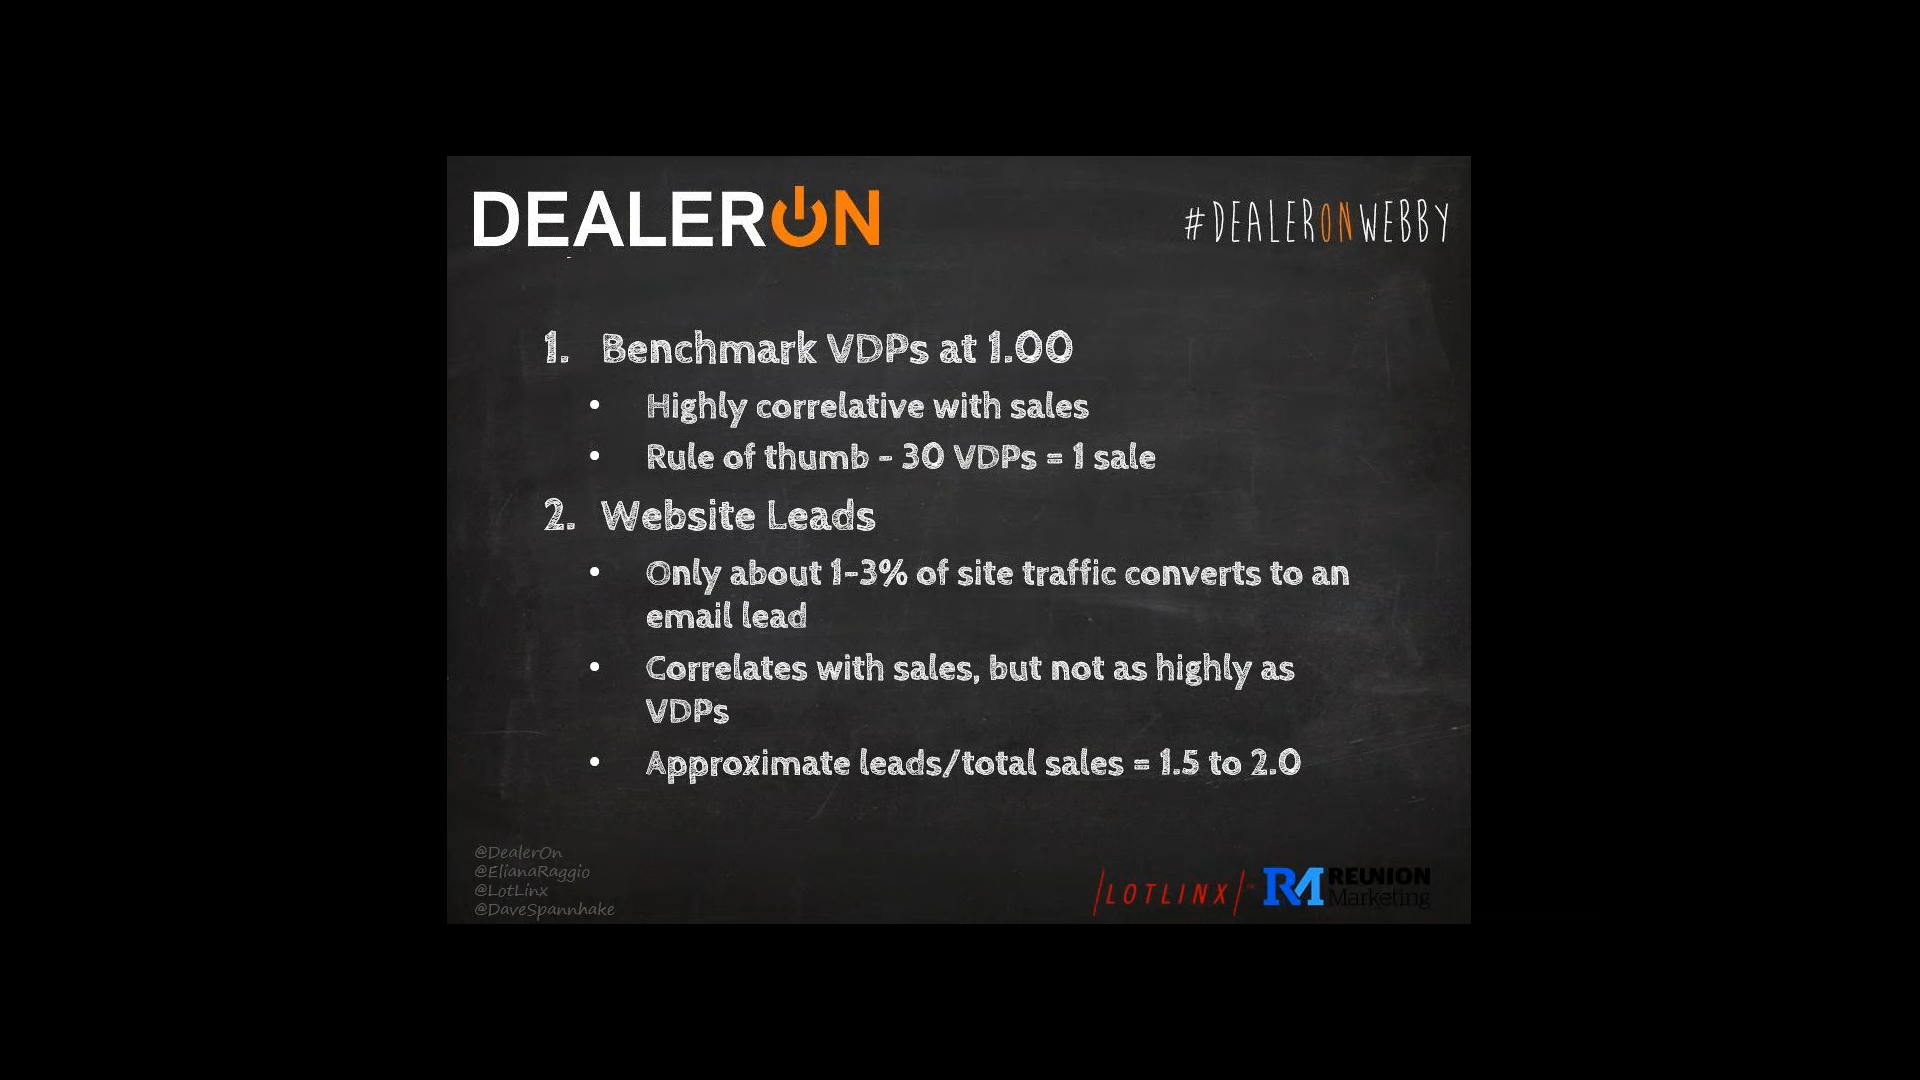 DEALERON
#DEALERONWEBBY
1. Benchmark VDPs at 1.00
• Highly correlative with sales
• Rule of thumb - 30 VDPs = 1 sale
2. Website Leads
• Only about 1-3% of site traffic converts to an
email lead
• Correlates with sales, but not as highly as
VDPs
• Approximate leads/total sales = 1.5 to 2.0
@DealerOn
@ElianaRaggio
@LotLinx
@DaveSpannhake
/LOTLINX/
RM REUNION
Marketing